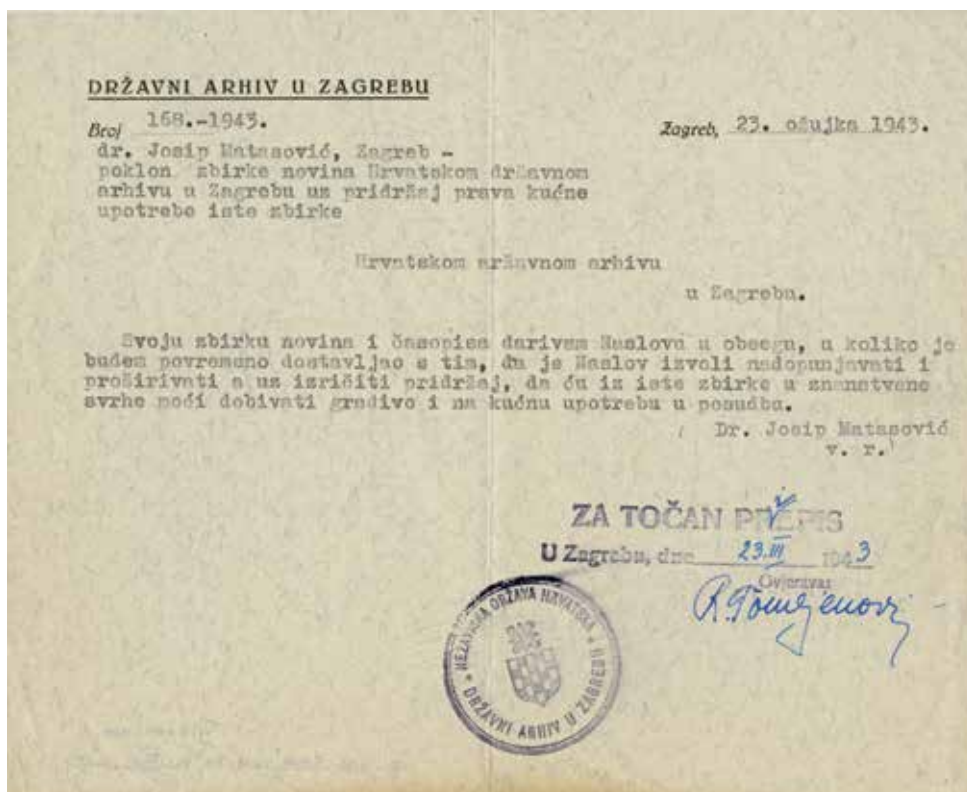 DRŽAVNI ARHIV U ZAGREBU
Broj 168.-1943.
Zagreb, 23. ožujka 1943.
dr. Josip Matasović, Zagreb -
poklon zbirke novina Hrvatskom državnom
arhivu u Zagrebu uz pridržaj prava kućne
upotrebe iste zbirke
Hrvatskom državnom arhivu
u Zagrebu.
Svoju zbirku novina i časopisa darivam Naslovu u obsegu, u koliko je
budem povremeno dostavljao s tim, da je Naslov izvoli nadopunjavati i
proširivati a uz izričiti pridržaj, da ću iz iste zbirke u znanstvene
svrhe moći dobivati gradivo i na kućnu upotrebu u posudbu.
Dr. Josip Matasović
v. r.
ZA TOČAN PRIEPIS
U Zagrebu, dne 23.III 1943
Ovjerava:
NEZAVISNA DRŽAVA HRVATSKA
DRŽAVNI ARHIV U ZAGREBU